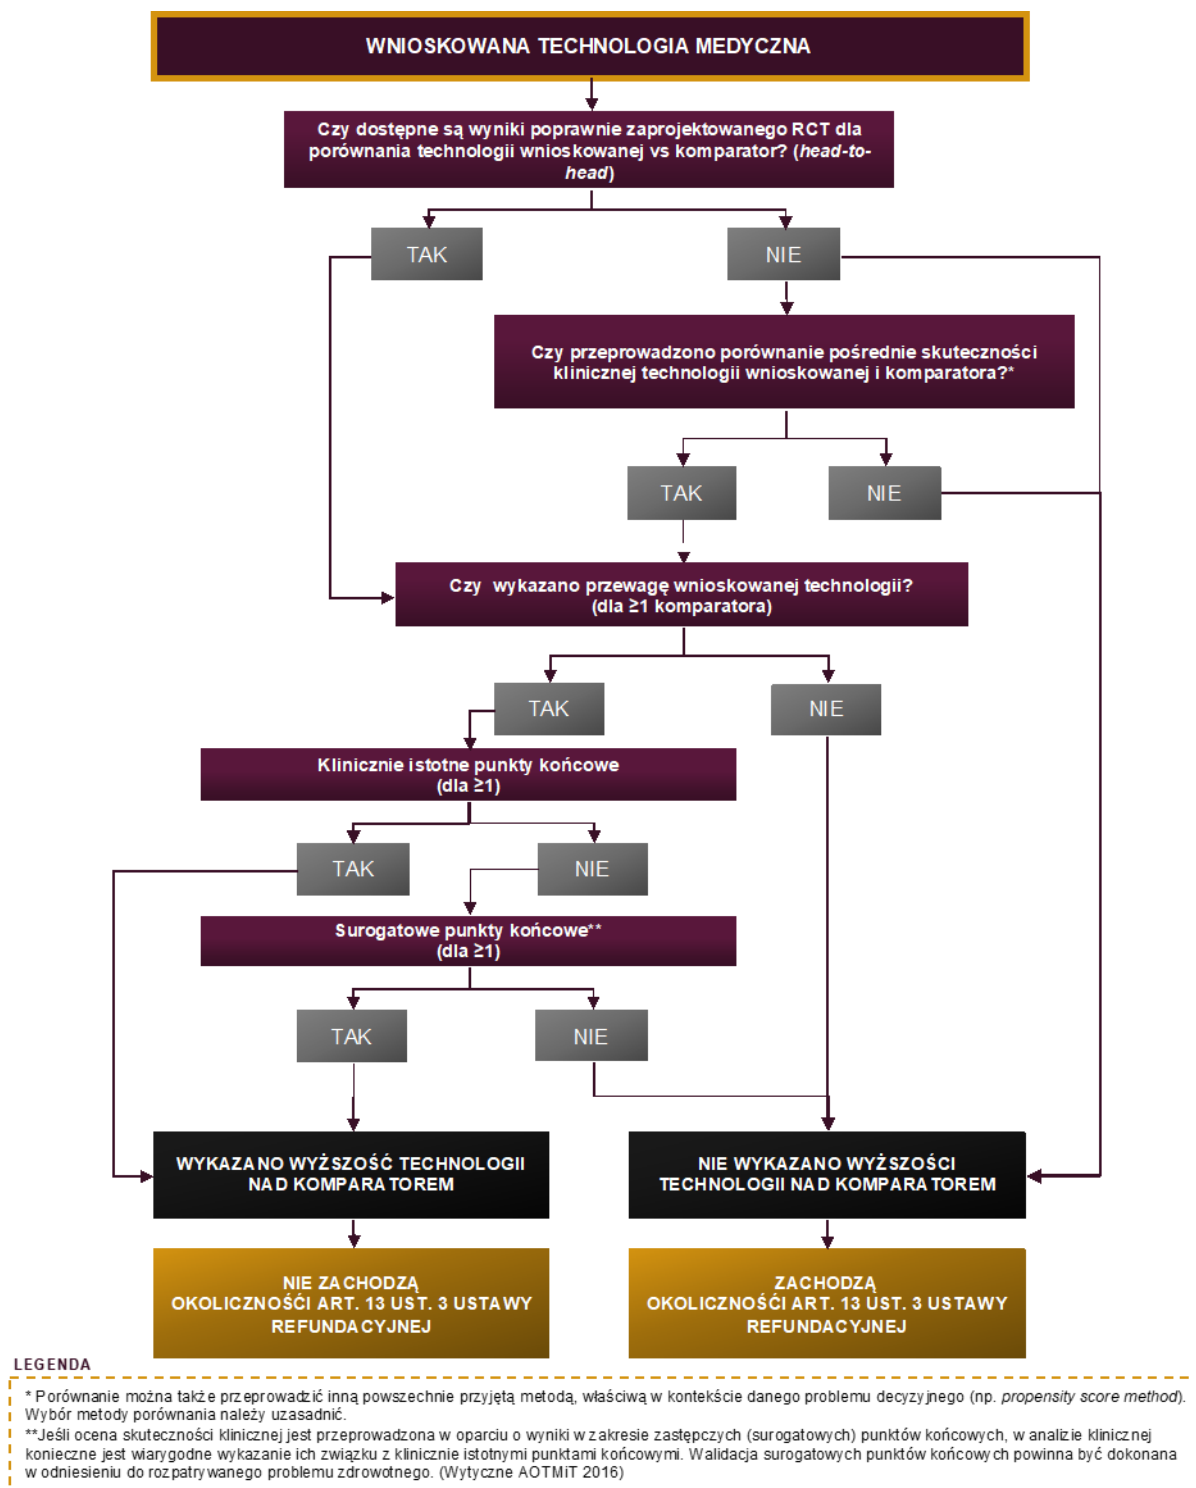 WNIOSKOWANA TECHNOLOGIA MEDYCZNA
Czy dostępne są wyniki poprawnie zaprojektowanego RCT dla
porównania technologii wnioskowanej vs komparator? (head-to-
head)
TAK
NIE
Czy przeprowadzono porównanie pośrednie skuteczności
klinicznej technologii wnioskowanej i komparatora?*
TAK
NIE
Czy wykazano przewagę wnioskowanej technologii?
(dla ≥1 komparatora)
TAK
NIE
Klinicznie istotne punkty końcowe
(dla ≥1)
TAK
NIE
Surogatowe punkty końcowe**
(dla ≥1)
TAK
NIE
WYKAZANO WYŻSZOŚĆ TECHNOLOGII
NAD KOMPARATOREM
NIE WYKAZANO WYŻSZOŚCI
TECHNOLOGII NAD KOMPARATOREM
NIE ZACHODZĄ
OKOLICZNOŚĆI ART. 13 UST. 3 USTAWY
REFUNDACYJNEJ
ZACHODZĄ
OKOLICZNOŚĆI ART. 13 UST. 3 USTAWY
REFUNDACYJNEJ
LEGENDA
* Porównanie można także przeprowadzić inną powszechnie przyjętą metodą, właściwą w kontekście danego problemu decyzyjnego (np. propensity score method).
Wybór metody porównania należy uzasadnić.
**Jeśli ocena skuteczności klinicznej jest przeprowadzona w oparciu o wyniki w zakresie zastępczych (surogatowych) punktów końcowych, w analizie klinicznej
konieczne jest wiarygodne wykazanie ich związku z klinicznie istotnymi punktami końcowymi. Walidacja surogatowych punktów końcowych powinna być dokonana
w odniesieniu do rozpatrywanego problemu zdrowotnego. (Wytyczne AOTMiT 2016)